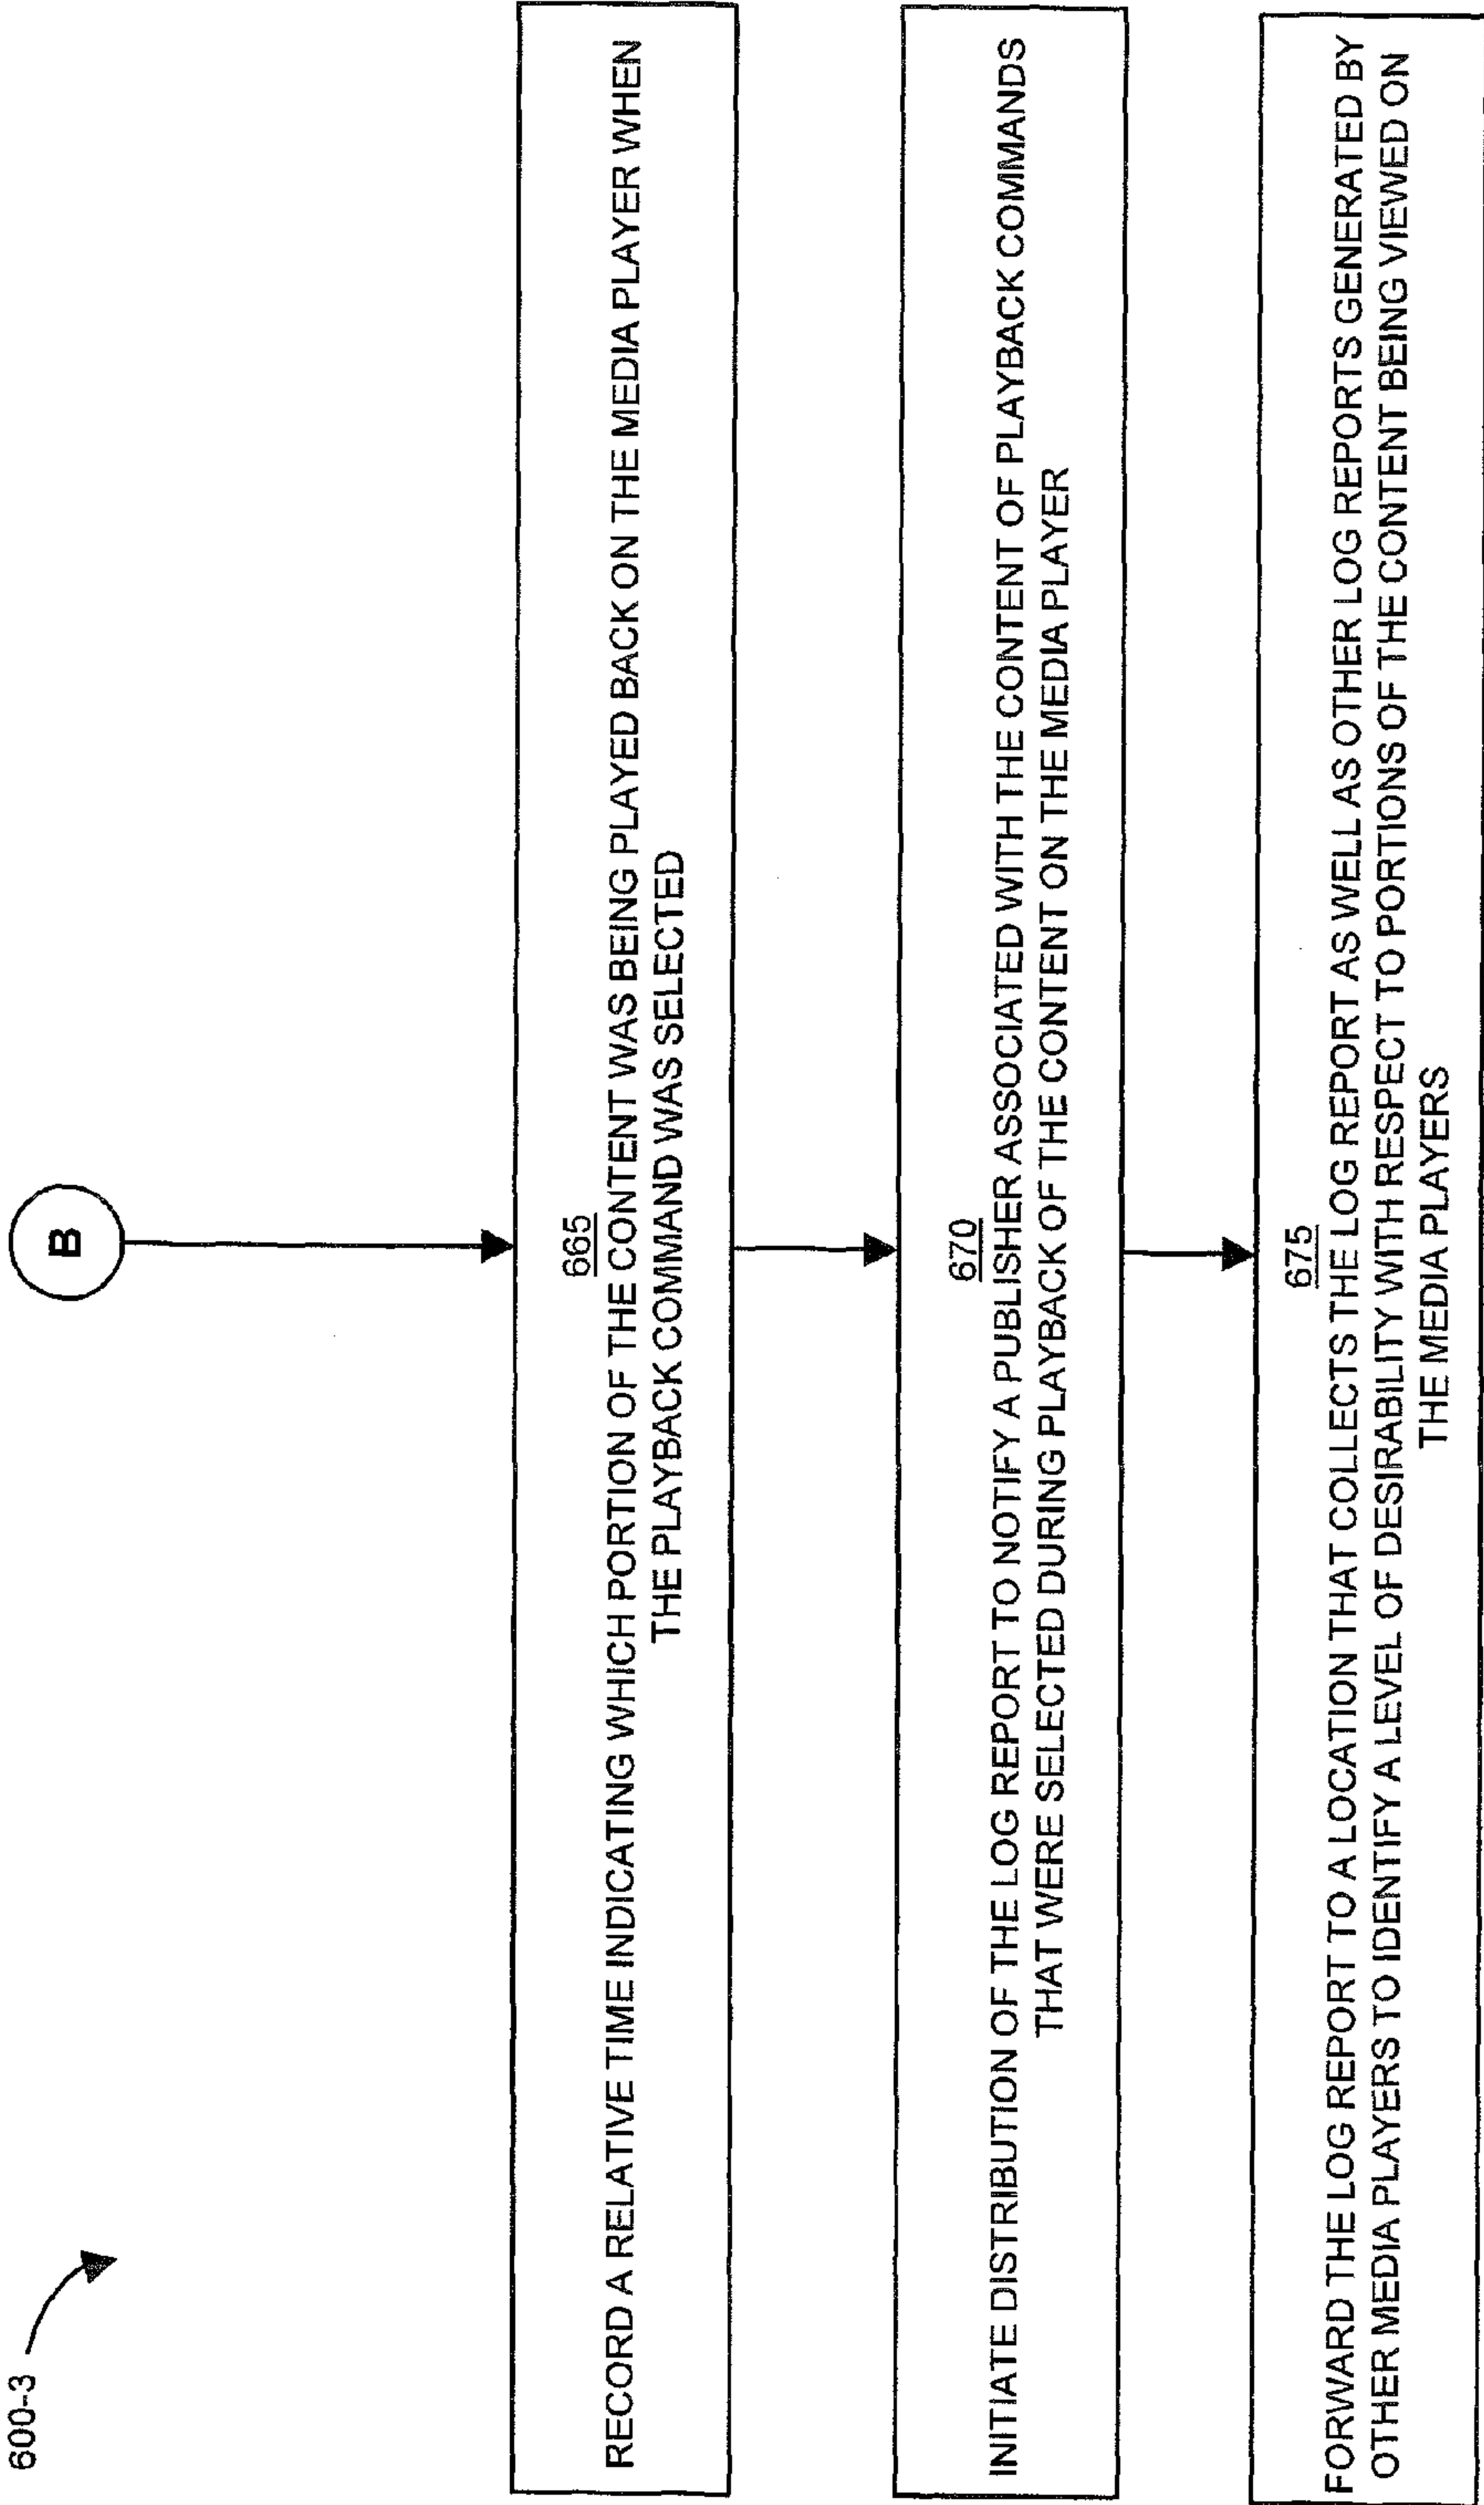 600-3
B
665
RECORD A RELATIVE TIME INDICATING WHICH PORTION OF THE CONTENT WAS BEING PLAYED BACK ON THE MEDIA PLAYER WHEN
THE PLAYBACK COMMAND WAS SELECTED
670
INITIATE DISTRIBUTION OF THE LOG REPORT TO NOTIFY A PUBLISHER ASSOCIATED WITH THE CONTENT OF PLAYBACK COMMANDS
THAT WERE SELECTED DURING PLAYBACK OF THE CONTENT ON THE MEDIA PLAYER
675
FORWARD THE LOG REPORT TO A LOCATION THAT COLLECTS THE LOG REPORT AS WELL AS OTHER LOG REPORTS GENERATED BY
OTHER MEDIA PLAYERS TO IDENTIFY A LEVEL OF DESIRABILITY WITH RESPECT TO PORTIONS OF THE CONTENT BEING VIEWED ON
THE MEDIA PLAYERS